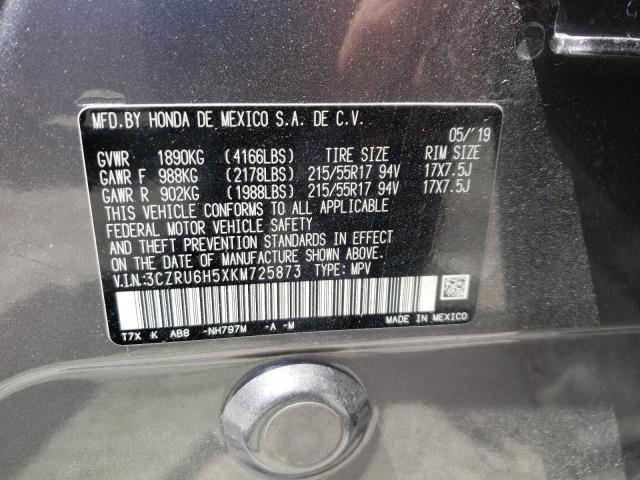 MFD.BY HONDA DE MEXICO S.A. DE C.V.
05/'19
GVWR 1890KG (4166LBS) TIRE SIZE RIM SIZE
GAWR F 988KG (2178LBS) 215/55R17 94V 17X7.5J
GAWR R 902KG (1988LBS) 215/55R17 94V 17X7.5J
THIS VEHICLE CONFORMS TO ALL APPLICABLE
FEDERAL MOTOR VEHICLE SAFETY
AND THEFT PREVENTION STANDARDS IN EFFECT
ON THE DATE OF MANUFACTURE SHOWN ABOVE.
V.I.N:3CZRU6H5XKM725873 TYPE: MPV
T7X K AB8 -NH797M -A -M MADE IN MEXICO